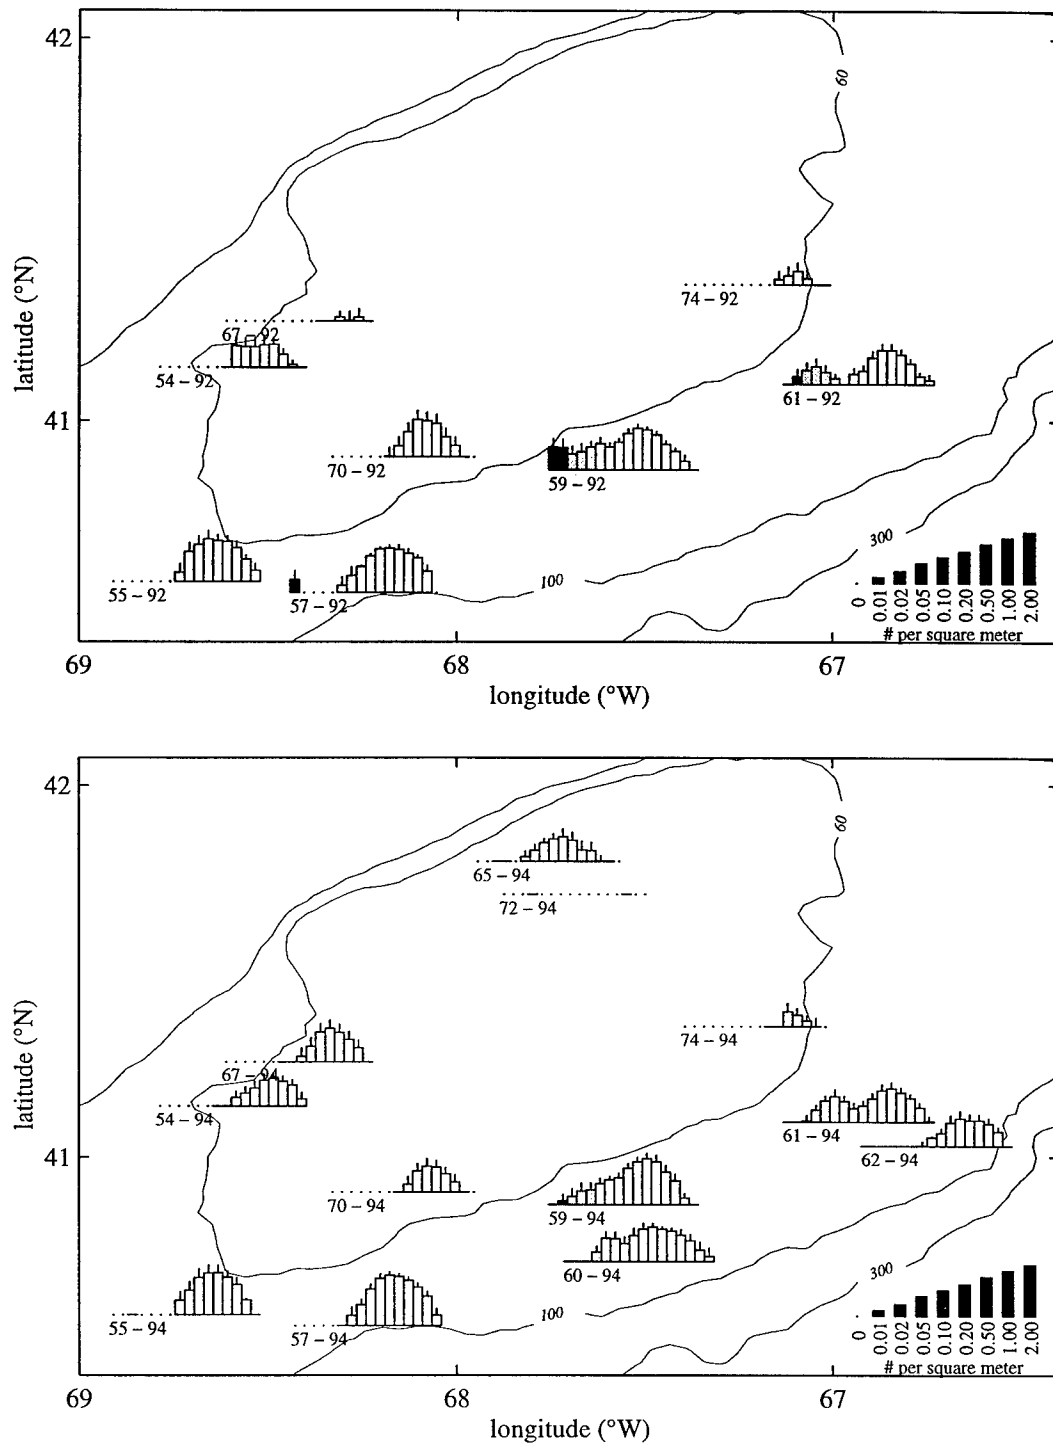 42
60
latitude (°N)
74 – 92
67 – 92
54 – 92
61 – 92
41
70 – 92
59 – 92
300
55 – 92
57 – 92
100
0 0.01 0.02 0.05 0.10 0.20 0.50 1.00 2.00
# per square meter
69 68 67
longitude (°W)
42
60
65 – 94
72 – 94
latitude (°N)
74 – 94
67 – 94
54 – 94
61 – 94
62 – 94
41
70 – 94
59 – 94
60 – 94
300
55 – 94
57 – 94
100
0 0.01 0.02 0.05 0.10 0.20 0.50 1.00 2.00
# per square meter
69 68 67
longitude (°W)